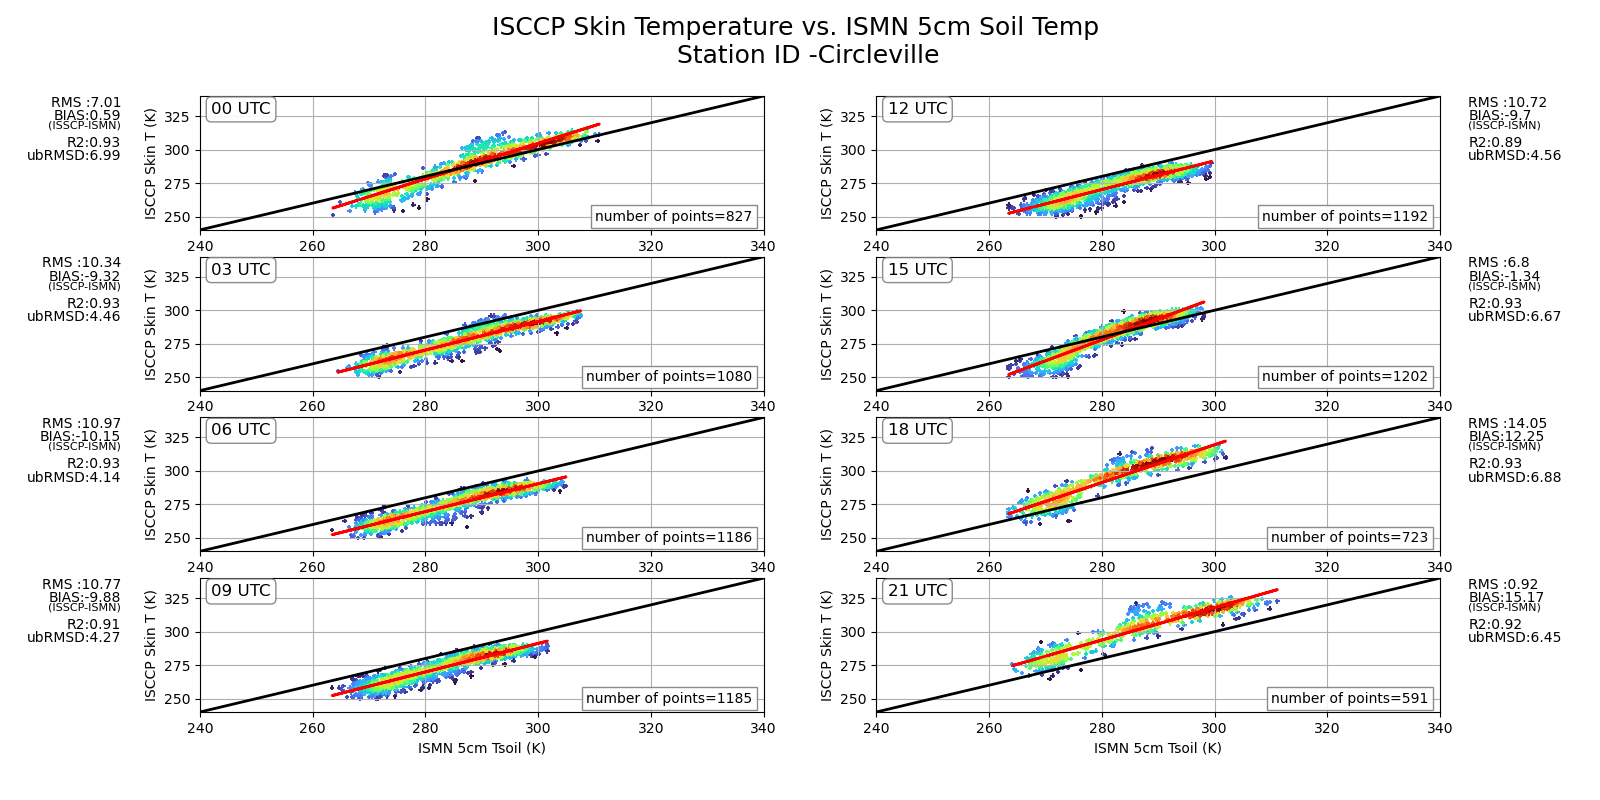 ISCCP Skin Temperature vs. ISMN 5cm Soil Temp
Station ID -Circleville
RMS :7.01
BIAS:0.59
(ISSCP-ISMN)
R2:0.93
ubRMSD:6.99
ISCCP Skin T (K)
325
300
275
250
00 UTC
number of points=827
240 260 280 300 320 340
RMS :10.34
BIAS:-9.32
(ISSCP-ISMN)
R2:0.93
ubRMSD:4.46
ISCCP Skin T (K)
325
300
275
250
03 UTC
number of points=1080
240 260 280 300 320 340
RMS :10.97
BIAS:-10.15
(ISSCP-ISMN)
R2:0.93
ubRMSD:4.14
ISCCP Skin T (K)
325
300
275
250
06 UTC
number of points=1186
240 260 280 300 320 340
RMS :10.77
BIAS:-9.88
(ISSCP-ISMN)
R2:0.91
ubRMSD:4.27
ISCCP Skin T (K)
325
300
275
250
09 UTC
number of points=1185
240 260 280 300 320 340
ISMN 5cm Tsoil (K)
ISCCP Skin T (K)
325
300
275
250
12 UTC
number of points=1192
240 260 280 300 320 340
RMS :10.72
BIAS:-9.7
(ISSCP-ISMN)
R2:0.89
ubRMSD:4.56
ISCCP Skin T (K)
325
300
275
250
15 UTC
number of points=1202
240 260 280 300 320 340
RMS :6.8
BIAS:-1.34
(ISSCP-ISMN)
R2:0.93
ubRMSD:6.67
ISCCP Skin T (K)
325
300
275
250
18 UTC
number of points=723
240 260 280 300 320 340
RMS :14.05
BIAS:12.25
(ISSCP-ISMN)
R2:0.93
ubRMSD:6.88
ISCCP Skin T (K)
325
300
275
250
21 UTC
number of points=591
240 260 280 300 320 340
ISMN 5cm Tsoil (K)
RMS :0.92
BIAS:15.17
(ISSCP-ISMN)
R2:0.92
ubRMSD:6.45